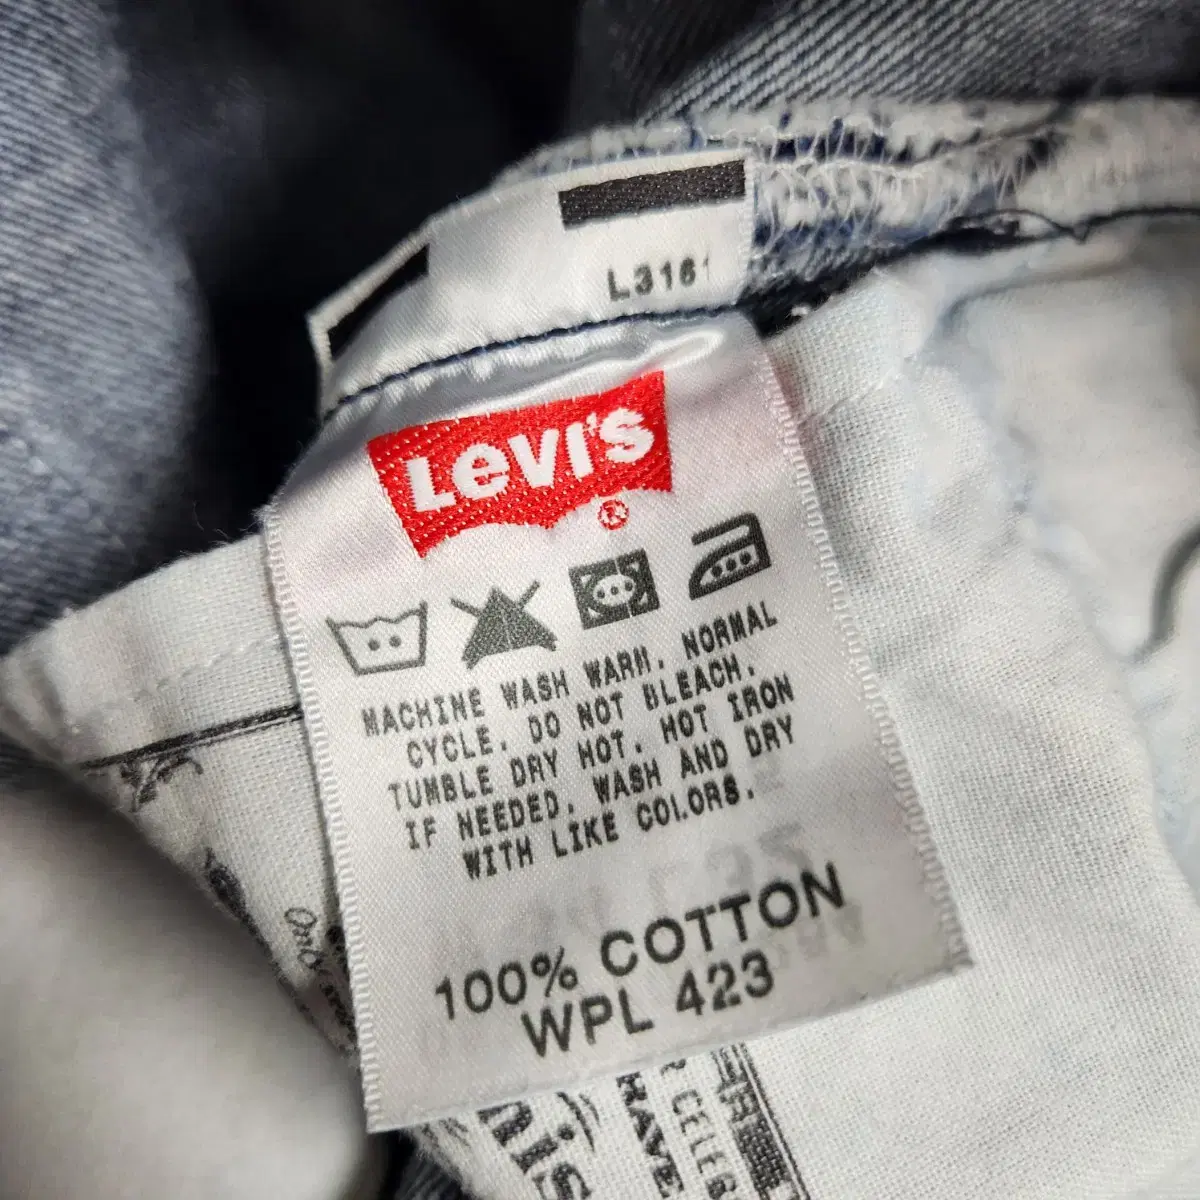 L3161
LEVI'S
®
MACHINE WASH WARM. NORMAL
CYCLE. DO NOT BLEACH.
TUMBLE DRY HOT. HOT IRON
IF NEEDED. WASH AND DRY
WITH LIKE COLORS.
100% COTTON
WPL 423
HAVE